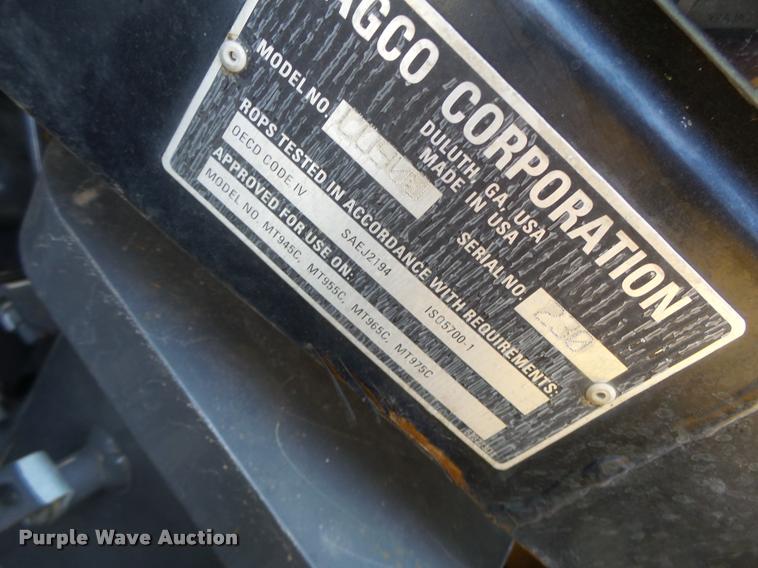 AGCO CORPORATION
DULUTH, GA, USA
MADE IN USA
MODEL NO.
SERIAL NO. 230
ROPS TESTED IN ACCORDANCE WITH REQUIREMENTS:
OECD CODE IV SAEJ2194 ISO5700-1
APPROVED FOR USE ON:
MODEL NO. MT945C, MT955C, MT965C, MT975C
Purple Wave Auction